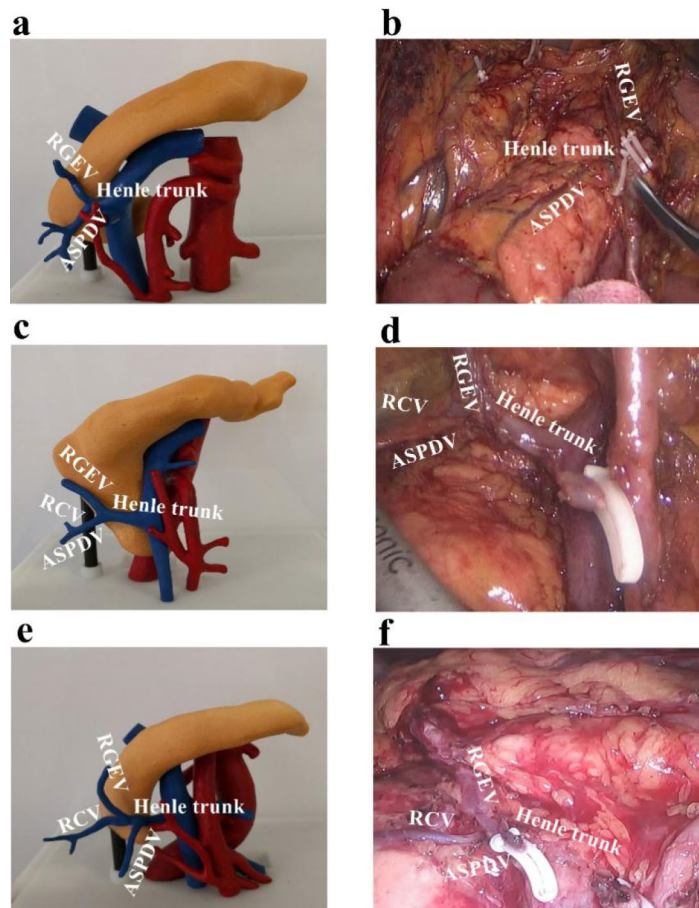 a
RGEV
Henle trunk
ASPDV
b
RGEV
Henle trunk
ASPDV
c
RGEV
RCV
Henle trunk
ASPDV
d
RGEV
RCV
Henle trunk
ASPDV
onic
e
RGEV
RCV
Henle trunk
ASPDV
f
RGEV
RCV
Henle trunk
ASPDV